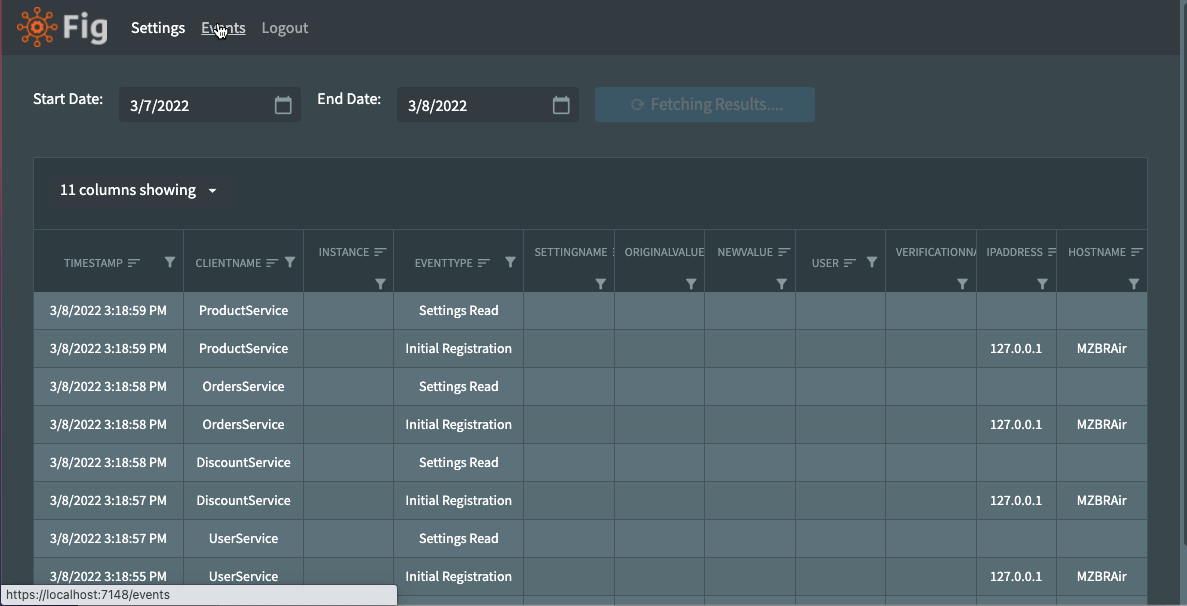 Fig Settings Events Logout
Start Date: 3/7/2022 End Date: 3/8/2022 Fetching Results....
11 columns showing
TIMESTAMP CLIENTNAME INSTANCE EVENTTYPE SETTINGNAME ORIGINALVALUE NEWVALUE USER VERIFICATIONNA IPADDRESS HOSTNAME
3/8/2022 3:18:59 PM ProductService Settings Read
3/8/2022 3:18:59 PM ProductService Initial Registration 127.0.0.1 MZBRAir
3/8/2022 3:18:58 PM OrdersService Settings Read
3/8/2022 3:18:58 PM OrdersService Initial Registration 127.0.0.1 MZBRAir
3/8/2022 3:18:58 PM DiscountService Settings Read
3/8/2022 3:18:57 PM DiscountService Initial Registration 127.0.0.1 MZBRAir
3/8/2022 3:18:57 PM UserService Settings Read
3/8/2022 3:18:55 PM UserService Initial Registration 127.0.0.1 MZBRAir
https://localhost:7148/events